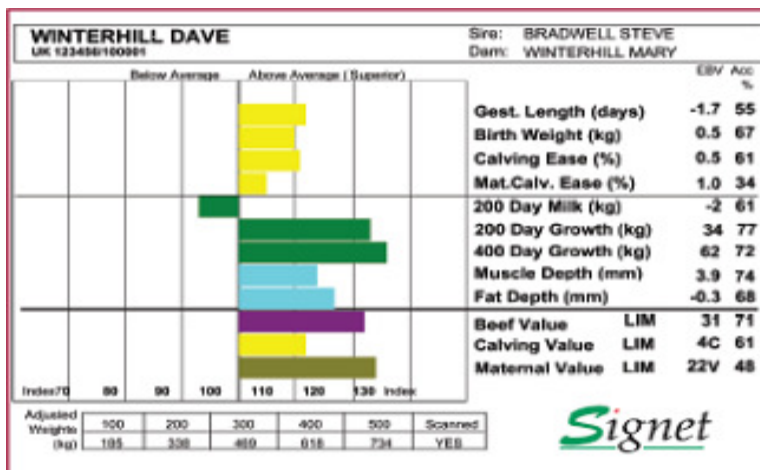 WINTERHILL DAVE
UK 123456/100001
Sire: BRADWELL STEVE
Dam: WINTERHILL MARY
Below Average Above Average (Superior)
EBV Acc %
Gest. Length (days) -1.7 55
Birth Weight (kg) 0.5 67
Calving Ease (%) 0.5 61
Mat.Calv. Ease (%) 1.0 34
200 Day Milk (kg) -2 61
200 Day Growth (kg) 34 77
400 Day Growth (kg) 62 72
Muscle Depth (mm) 3.9 74
Fat Depth (mm) -0.3 68
Beef Value LIM 31 71
Calving Value LIM 4C 61
Maternal Value LIM 22V 48
Index 70 80 90 100 110 120 130 Index
Adjusted Weights (kg)
100 200 300 400 500 Scanned
185 338 469 618 734 YES
Signet